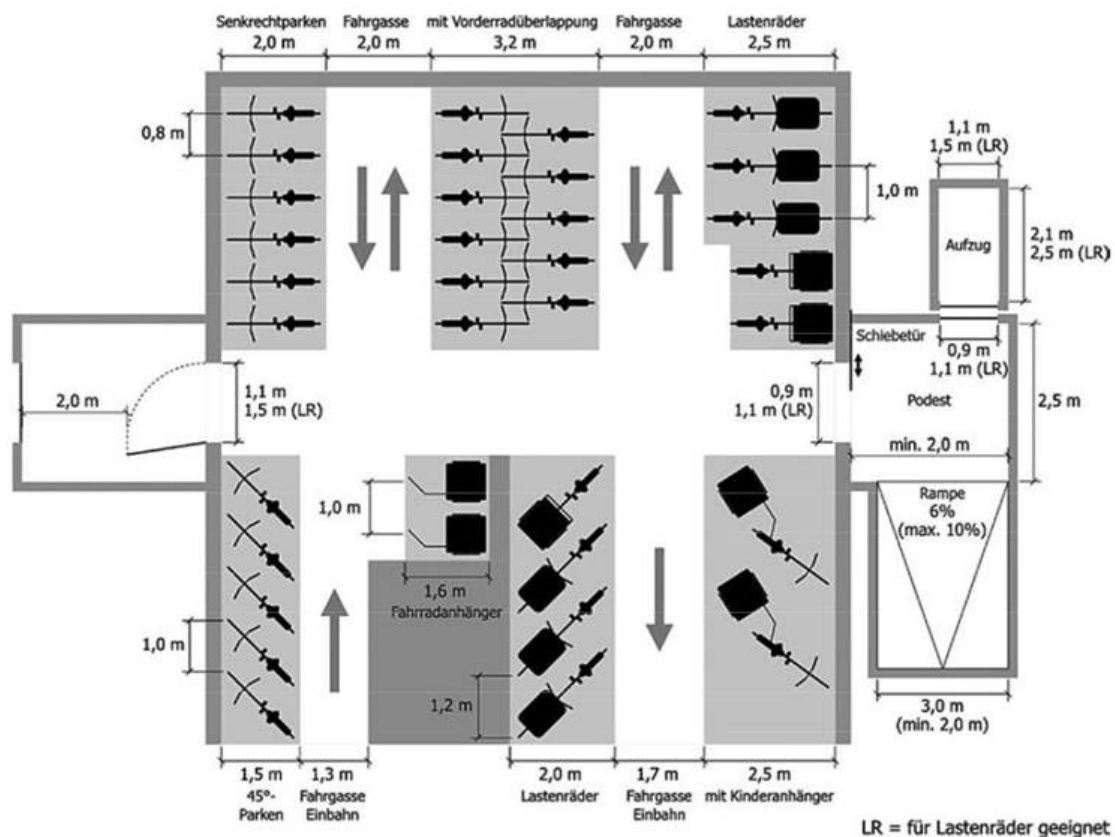 Senkrechtparken
2,0 m
Fahrgasse
2,0 m
mit Vorderradüberlappung
3,2 m
Fahrgasse
2,0 m
Lastenräder
2,5 m
0,8 m
1,0 m
1,1 m
1,5 m (LR)
Aufzug
2,1 m
2,5 m (LR)
Schiebetür
0,9 m
1,1 m (LR)
2,0 m
1,1 m
1,5 m (LR)
0,9 m
1,1 m (LR)
Podest
2,5 m
min. 2,0 m
1,0 m
Rampe
6%
(max. 10%)
1,6 m
Fahrradanhänger
1,0 m
1,2 m
3,0 m
(min. 2,0 m)
1,5 m
45°-
Parken
1,3 m
Fahrgasse
Einbahn
2,0 m
Lastenräder
1,7 m
Fahrgasse
Einbahn
2,5 m
mit Kinderanhänger
LR = für Lastenräder geeignet